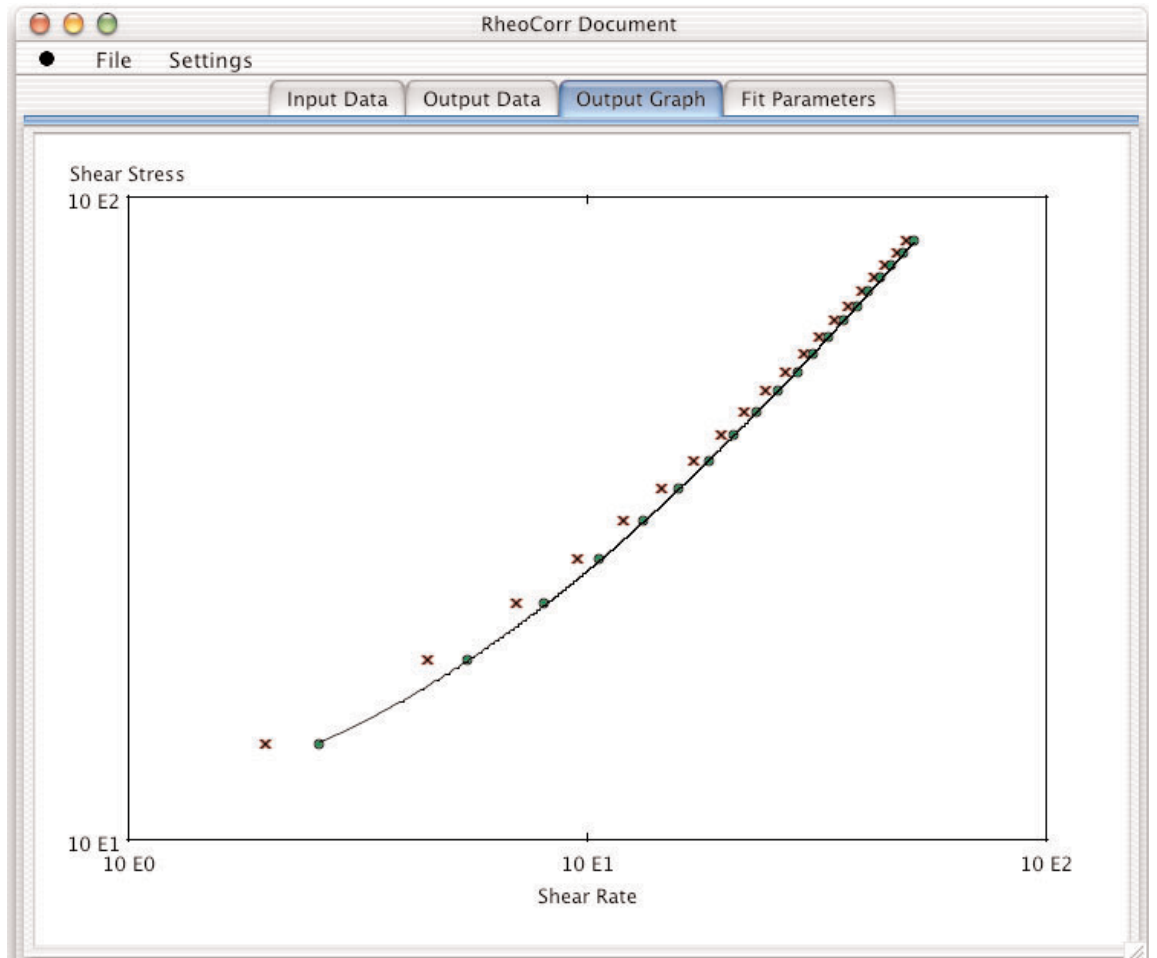 RheoCorr Document
File Settings
Input Data Output Data Output Graph Fit Parameters
Shear Stress
10 E2
10 E1
10 E0 10 E1 10 E2
Shear Rate